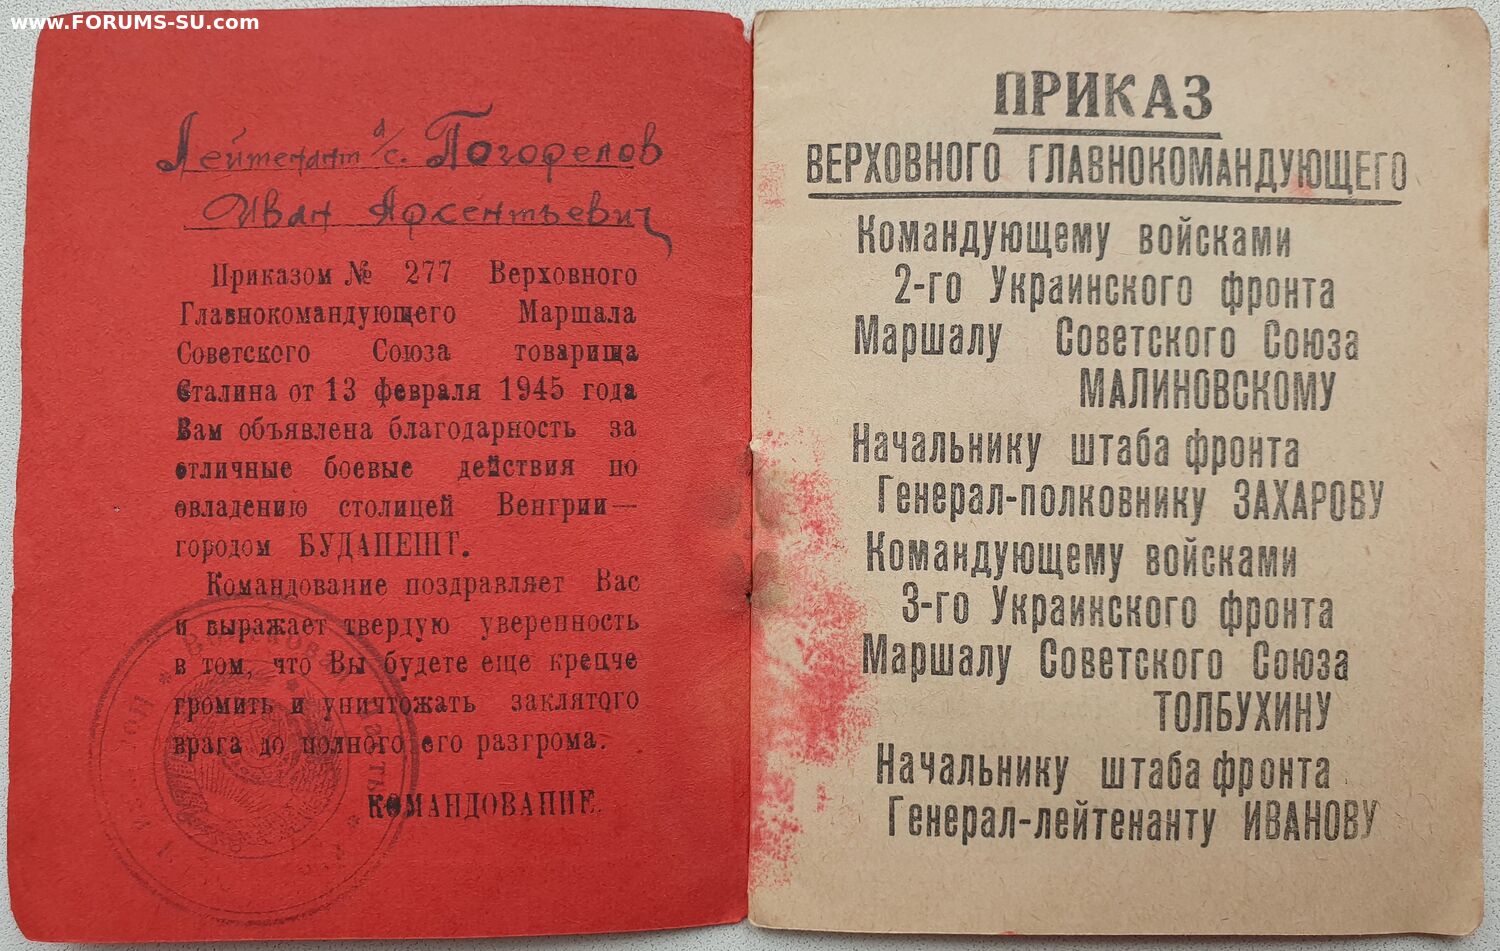 www.FORUMS-SU.com
Лейтенант а/с. Погорелов
Иван Арсентьевич
Приказом № 277 Верховного
Главнокомандующего Маршала
Советского Союза товарища
Сталина от 13 февраля 1945 года
Вам объявлена благодарность за
отличные боевые действия по
овладению столицей Венгрии—
городом БУДАПЕШТ.
Командование поздравляет Вас
и выражает твердую уверенность
в том, что Вы будете еще крепче
громить и уничтожать заклятого
врага до полного его разгрома.
КОМАНДОВАНИЕ.
ПРИКАЗ
ВЕРХОВНОГО ГЛАВНОКОМАНДУЮЩЕГО
Командующему войсками
2-го Украинского фронта
Маршалу Советского Союза
МАЛИНОВСКОМУ
Начальнику штаба фронта
Генерал-полковнику ЗАХАРОВУ
Командующему войсками
3-го Украинского фронта
Маршалу Советского Союза
ТОЛБУХИНУ
Начальнику штаба фронта
Генерал-лейтенанту ИВАНОВУ